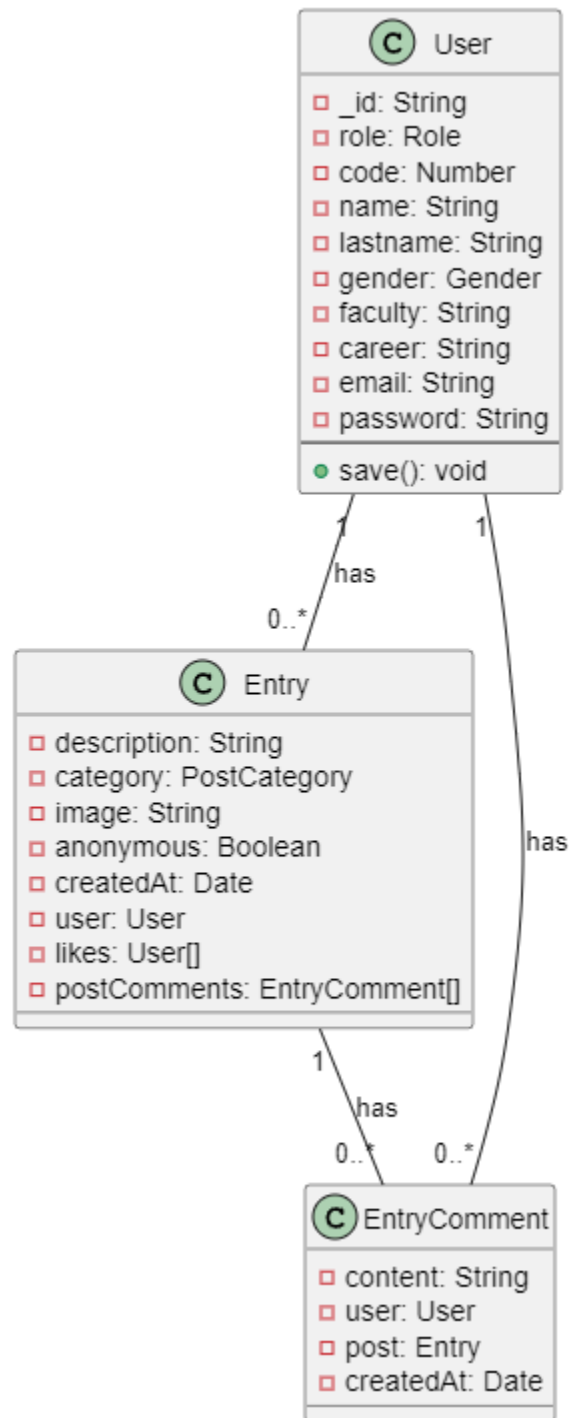 C User
_id: String
role: Role
code: Number
name: String
lastname: String
gender: Gender
faculty: String
career: String
email: String
password: String
save(): void
1
1
has
0..*
C Entry
description: String
category: PostCategory
image: String
anonymous: Boolean
createdAt: Date
user: User
likes: User[]
postComments: EntryComment[]
has
1
has
0..*
0..*
C EntryComment
content: String
user: User
post: Entry
createdAt: Date